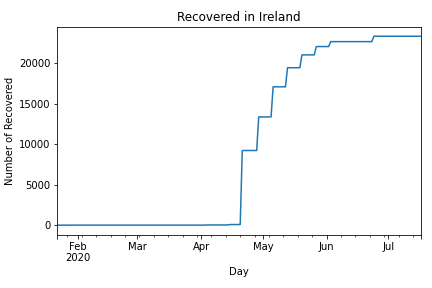 Recovered in Ireland
Number of Recovered
20000
15000
10000
5000
0
Feb Mar Apr May Jun Jul
2020
Day